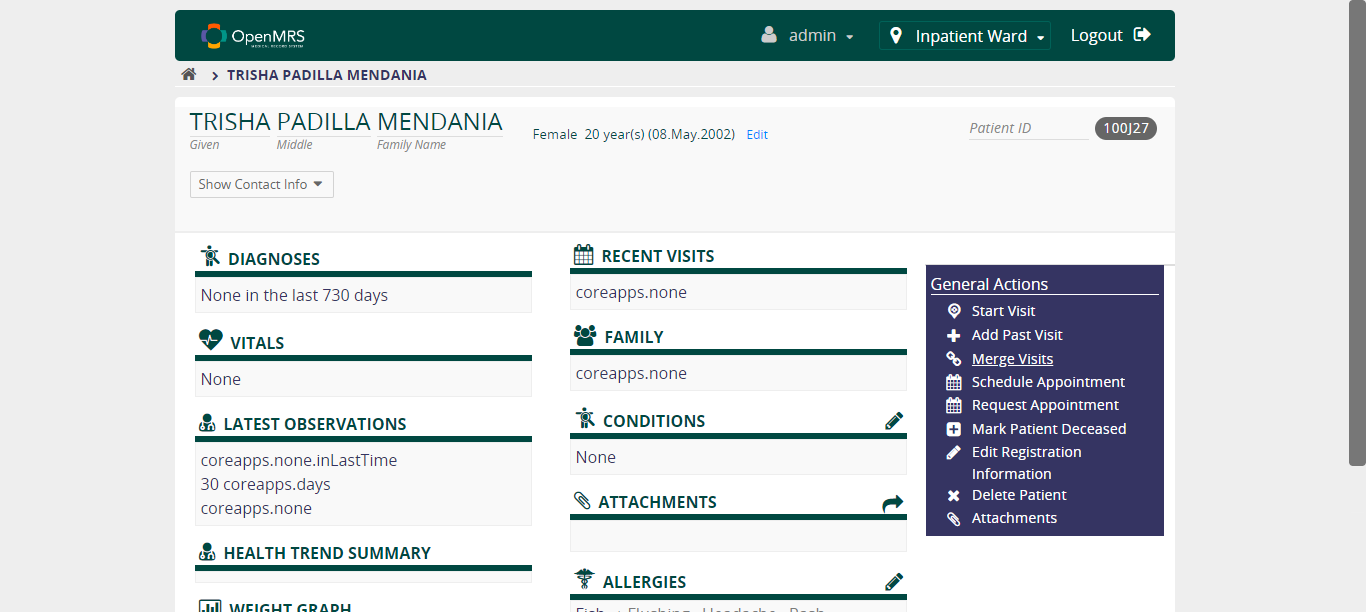 OpenMRS
MEDICAL RECORD SYSTEM
admin
Inpatient Ward
Logout
TRISHA PADILLA MENDANIA
TRISHA PADILLA MENDANIA
Given Middle Family Name
Female 20 year(s) (08.May.2002) Edit
Patient ID 100J27
Show Contact Info
DIAGNOSES
None in the last 730 days
VITALS
None
LATEST OBSERVATIONS
coreapps.none.inLastTime
30 coreapps.days
coreapps.none
HEALTH TREND SUMMARY
WEIGHT GRAPH
RECENT VISITS
coreapps.none
FAMILY
coreapps.none
CONDITIONS
None
ATTACHMENTS
ALLERGIES
Fish → Flushing, Headache, Rash
General Actions
Start Visit
Add Past Visit
Merge Visits
Schedule Appointment
Request Appointment
Mark Patient Deceased
Edit Registration
Information
Delete Patient
Attachments